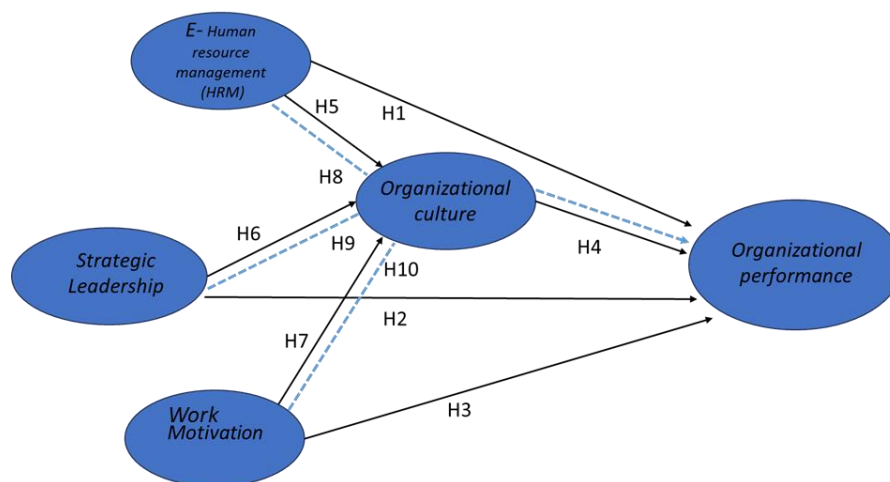 E- Human
resource
management
(HRM)
H5
H1
H8
Organizational
culture
H6
H9
H4
Strategic
Leadership
H10
Organizational
performance
H2
H7
H3
Work
Motivation